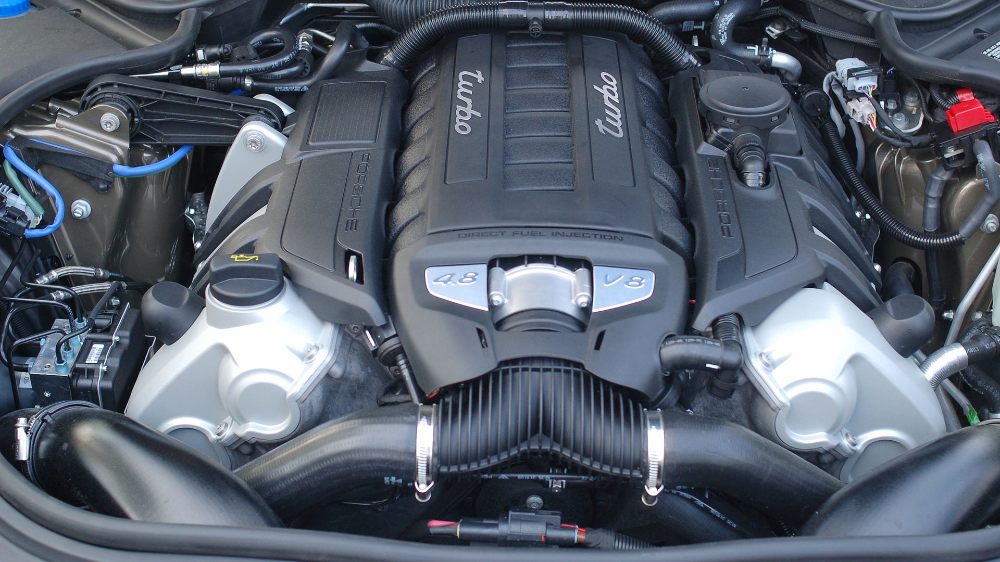 turbo
turbo
PORSCHE
PORSCHE
DIRECT FUEL INJECTION
4.8
V8